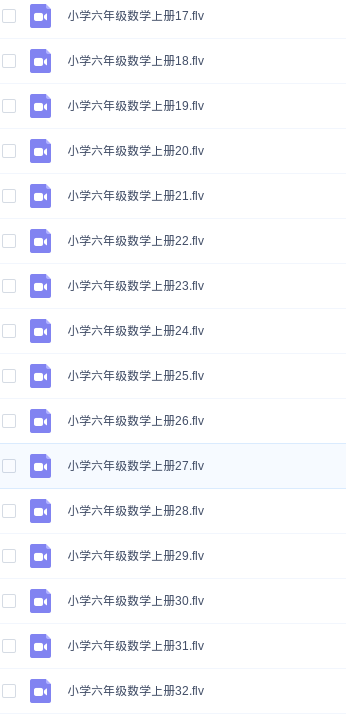 小学六年级数学上册17.flv
小学六年级数学上册18.flv
小学六年级数学上册19.flv
小学六年级数学上册20.flv
小学六年级数学上册21.flv
小学六年级数学上册22.flv
小学六年级数学上册23.flv
小学六年级数学上册24.flv
小学六年级数学上册25.flv
小学六年级数学上册26.flv
小学六年级数学上册27.flv
小学六年级数学上册28.flv
小学六年级数学上册29.flv
小学六年级数学上册30.flv
小学六年级数学上册31.flv
小学六年级数学上册32.flv